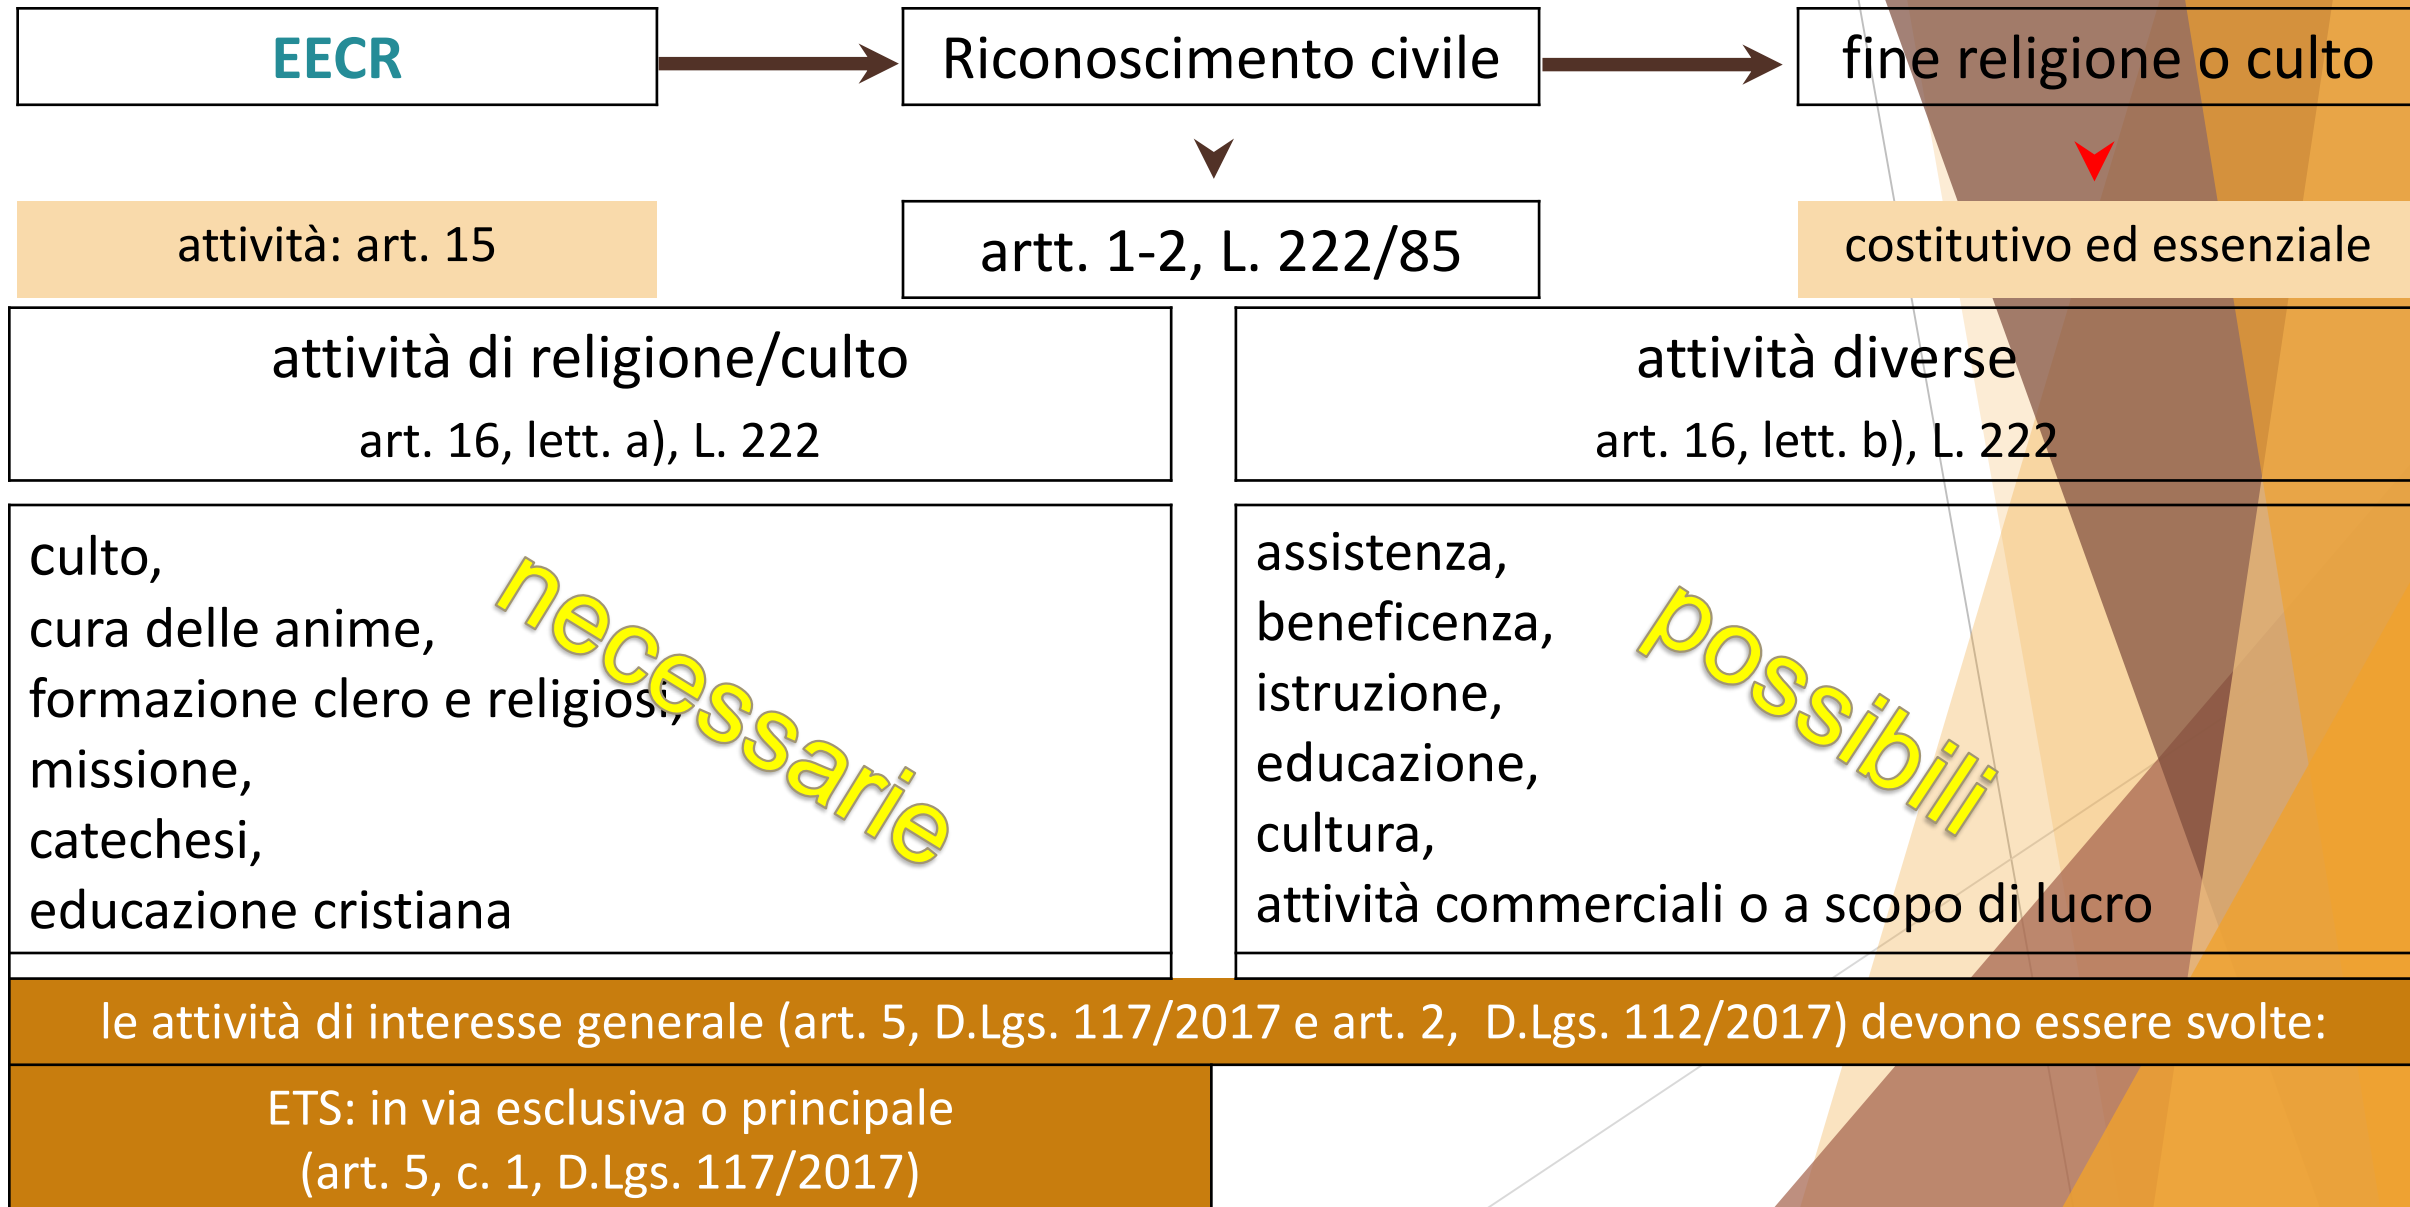 EECR
Riconoscimento civile
fine religione o culto
attività: art. 15
artt. 1-2, L. 222/85
costitutivo ed essenziale
attività di religione/culto
art. 16, lett. a), L. 222
attività diverse
art. 16, lett. b), L. 222
culto,
cura delle anime,
formazione clero e religiosi,
missione,
catechesi,
educazione cristiana
necessarie
assistenza,
beneficenza,
istruzione,
educazione,
cultura,
attività commerciali o a scopo di lucro
possibili
le attività di interesse generale (art. 5, D.Lgs. 117/2017 e art. 2, D.Lgs. 112/2017) devono essere svolte:
ETS: in via esclusiva o principale
(art. 5, c. 1, D.Lgs. 117/2017)